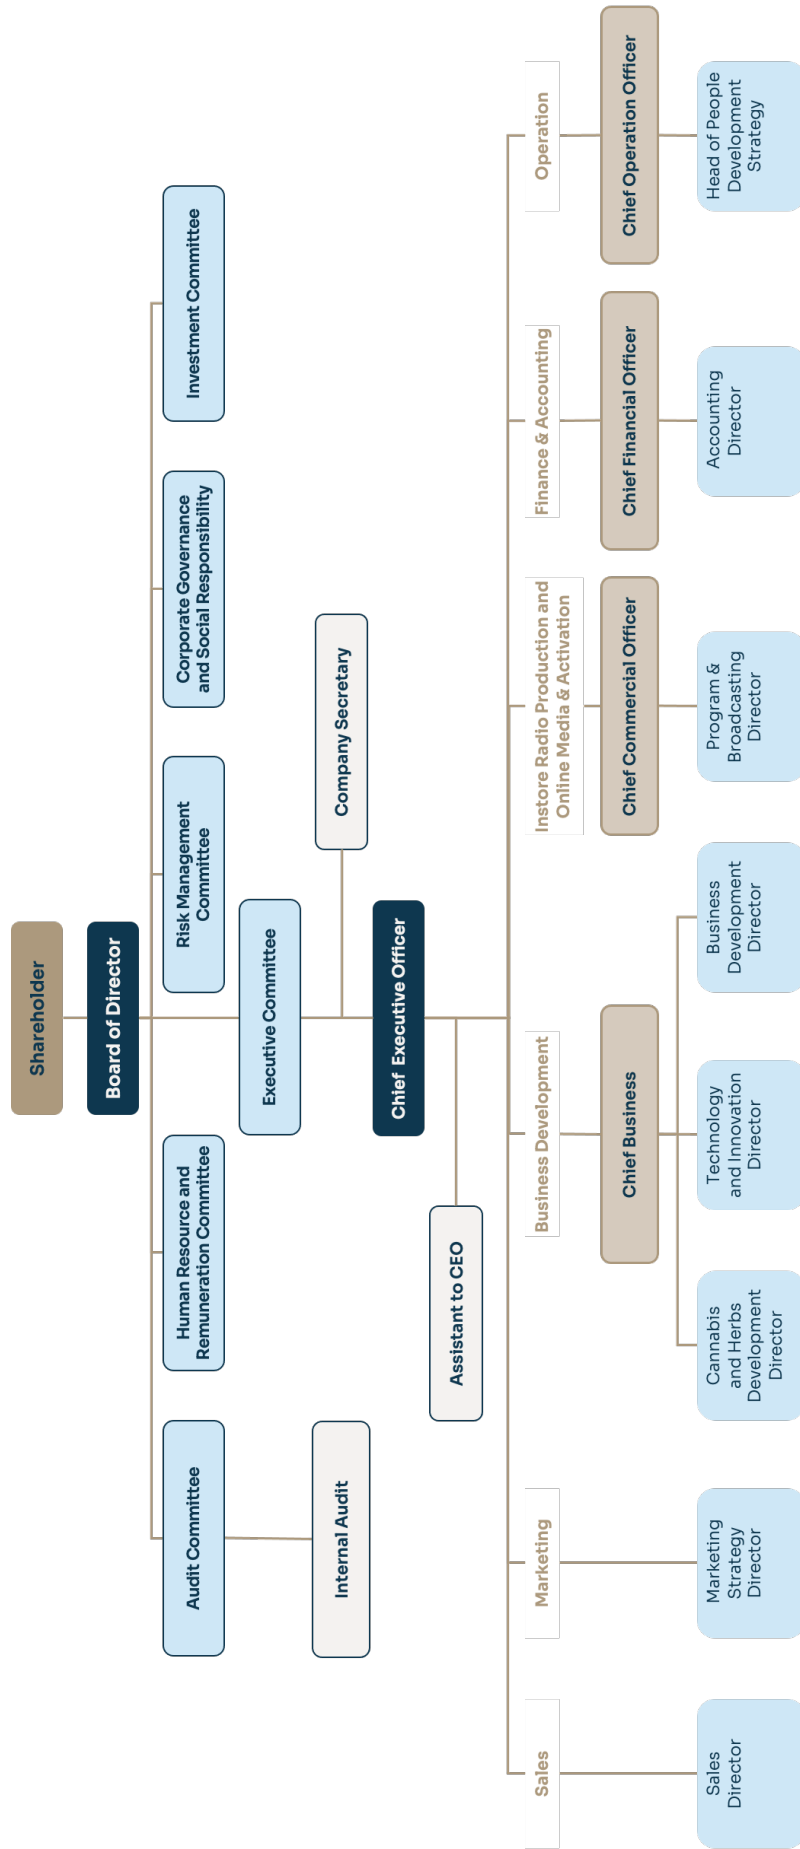 Shareholder
Board of Director
Audit Committee
Human Resource and
Remuneration Committee
Risk Management
Committee
Corporate Governance
and Social Responsibility
Investment Committee
Executive Committee
Internal Audit
Company Secretary
Chief Executive Officer
Assistant to CEO
Sales
Marketing
Business Development
Instore Radio Production and
Online Media & Activation
Finance & Accounting
Operation
Chief Business
Chief Commercial Officer
Chief Financial Officer
Chief Operation Officer
Sales
Director
Marketing
Strategy
Director
Cannabis
and Herbs
Development
Director
Technology
and Innovation
Director
Business
Development
Director
Program &
Broadcasting
Director
Accounting
Director
Head of People
Development
Strategy